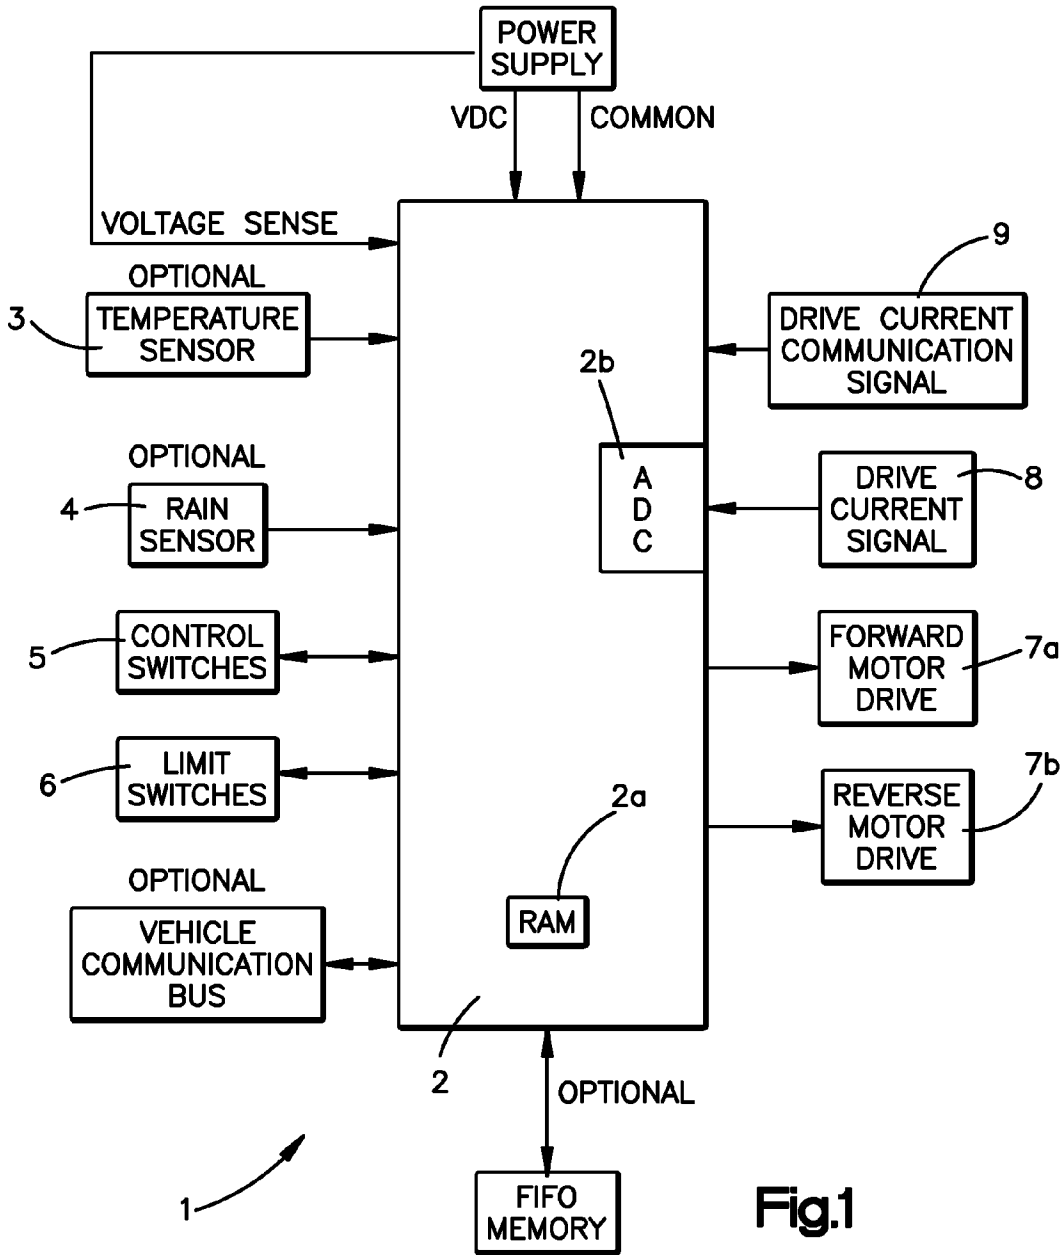 POWER
SUPPLY
VDC
COMMON
VOLTAGE SENSE
9
OPTIONAL
3
TEMPERATURE
SENSOR
DRIVE CURRENT
COMMUNICATION
SIGNAL
2b
OPTIONAL
4
RAIN
SENSOR
A
D
C
DRIVE
CURRENT
SIGNAL
8
5
CONTROL
SWITCHES
FORWARD
MOTOR
DRIVE
7a
6
LIMIT
SWITCHES
2a
REVERSE
MOTOR
DRIVE
7b
OPTIONAL
VEHICLE
COMMUNICATION
BUS
RAM
2
OPTIONAL
1
FIFO
MEMORY
Fig.1